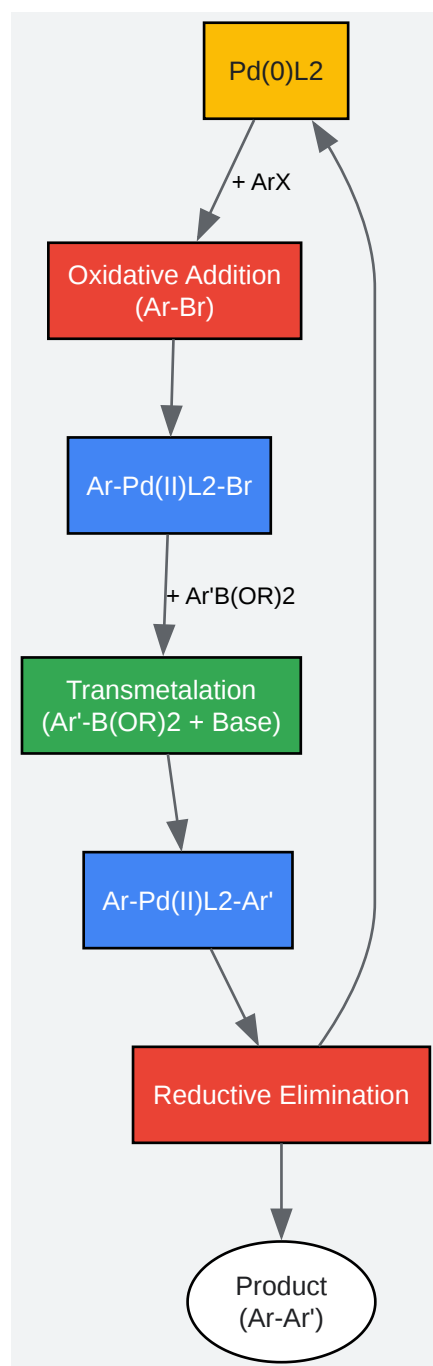 Pd(0)L2
+ ArX
Oxidative Addition
(Ar-Br)
Ar-Pd(II)L2-Br
+ Ar'B(OR)2
Transmetalation
(Ar'-B(OR)2 + Base)
Ar-Pd(II)L2-Ar'
Reductive Elimination
Product
(Ar-Ar')